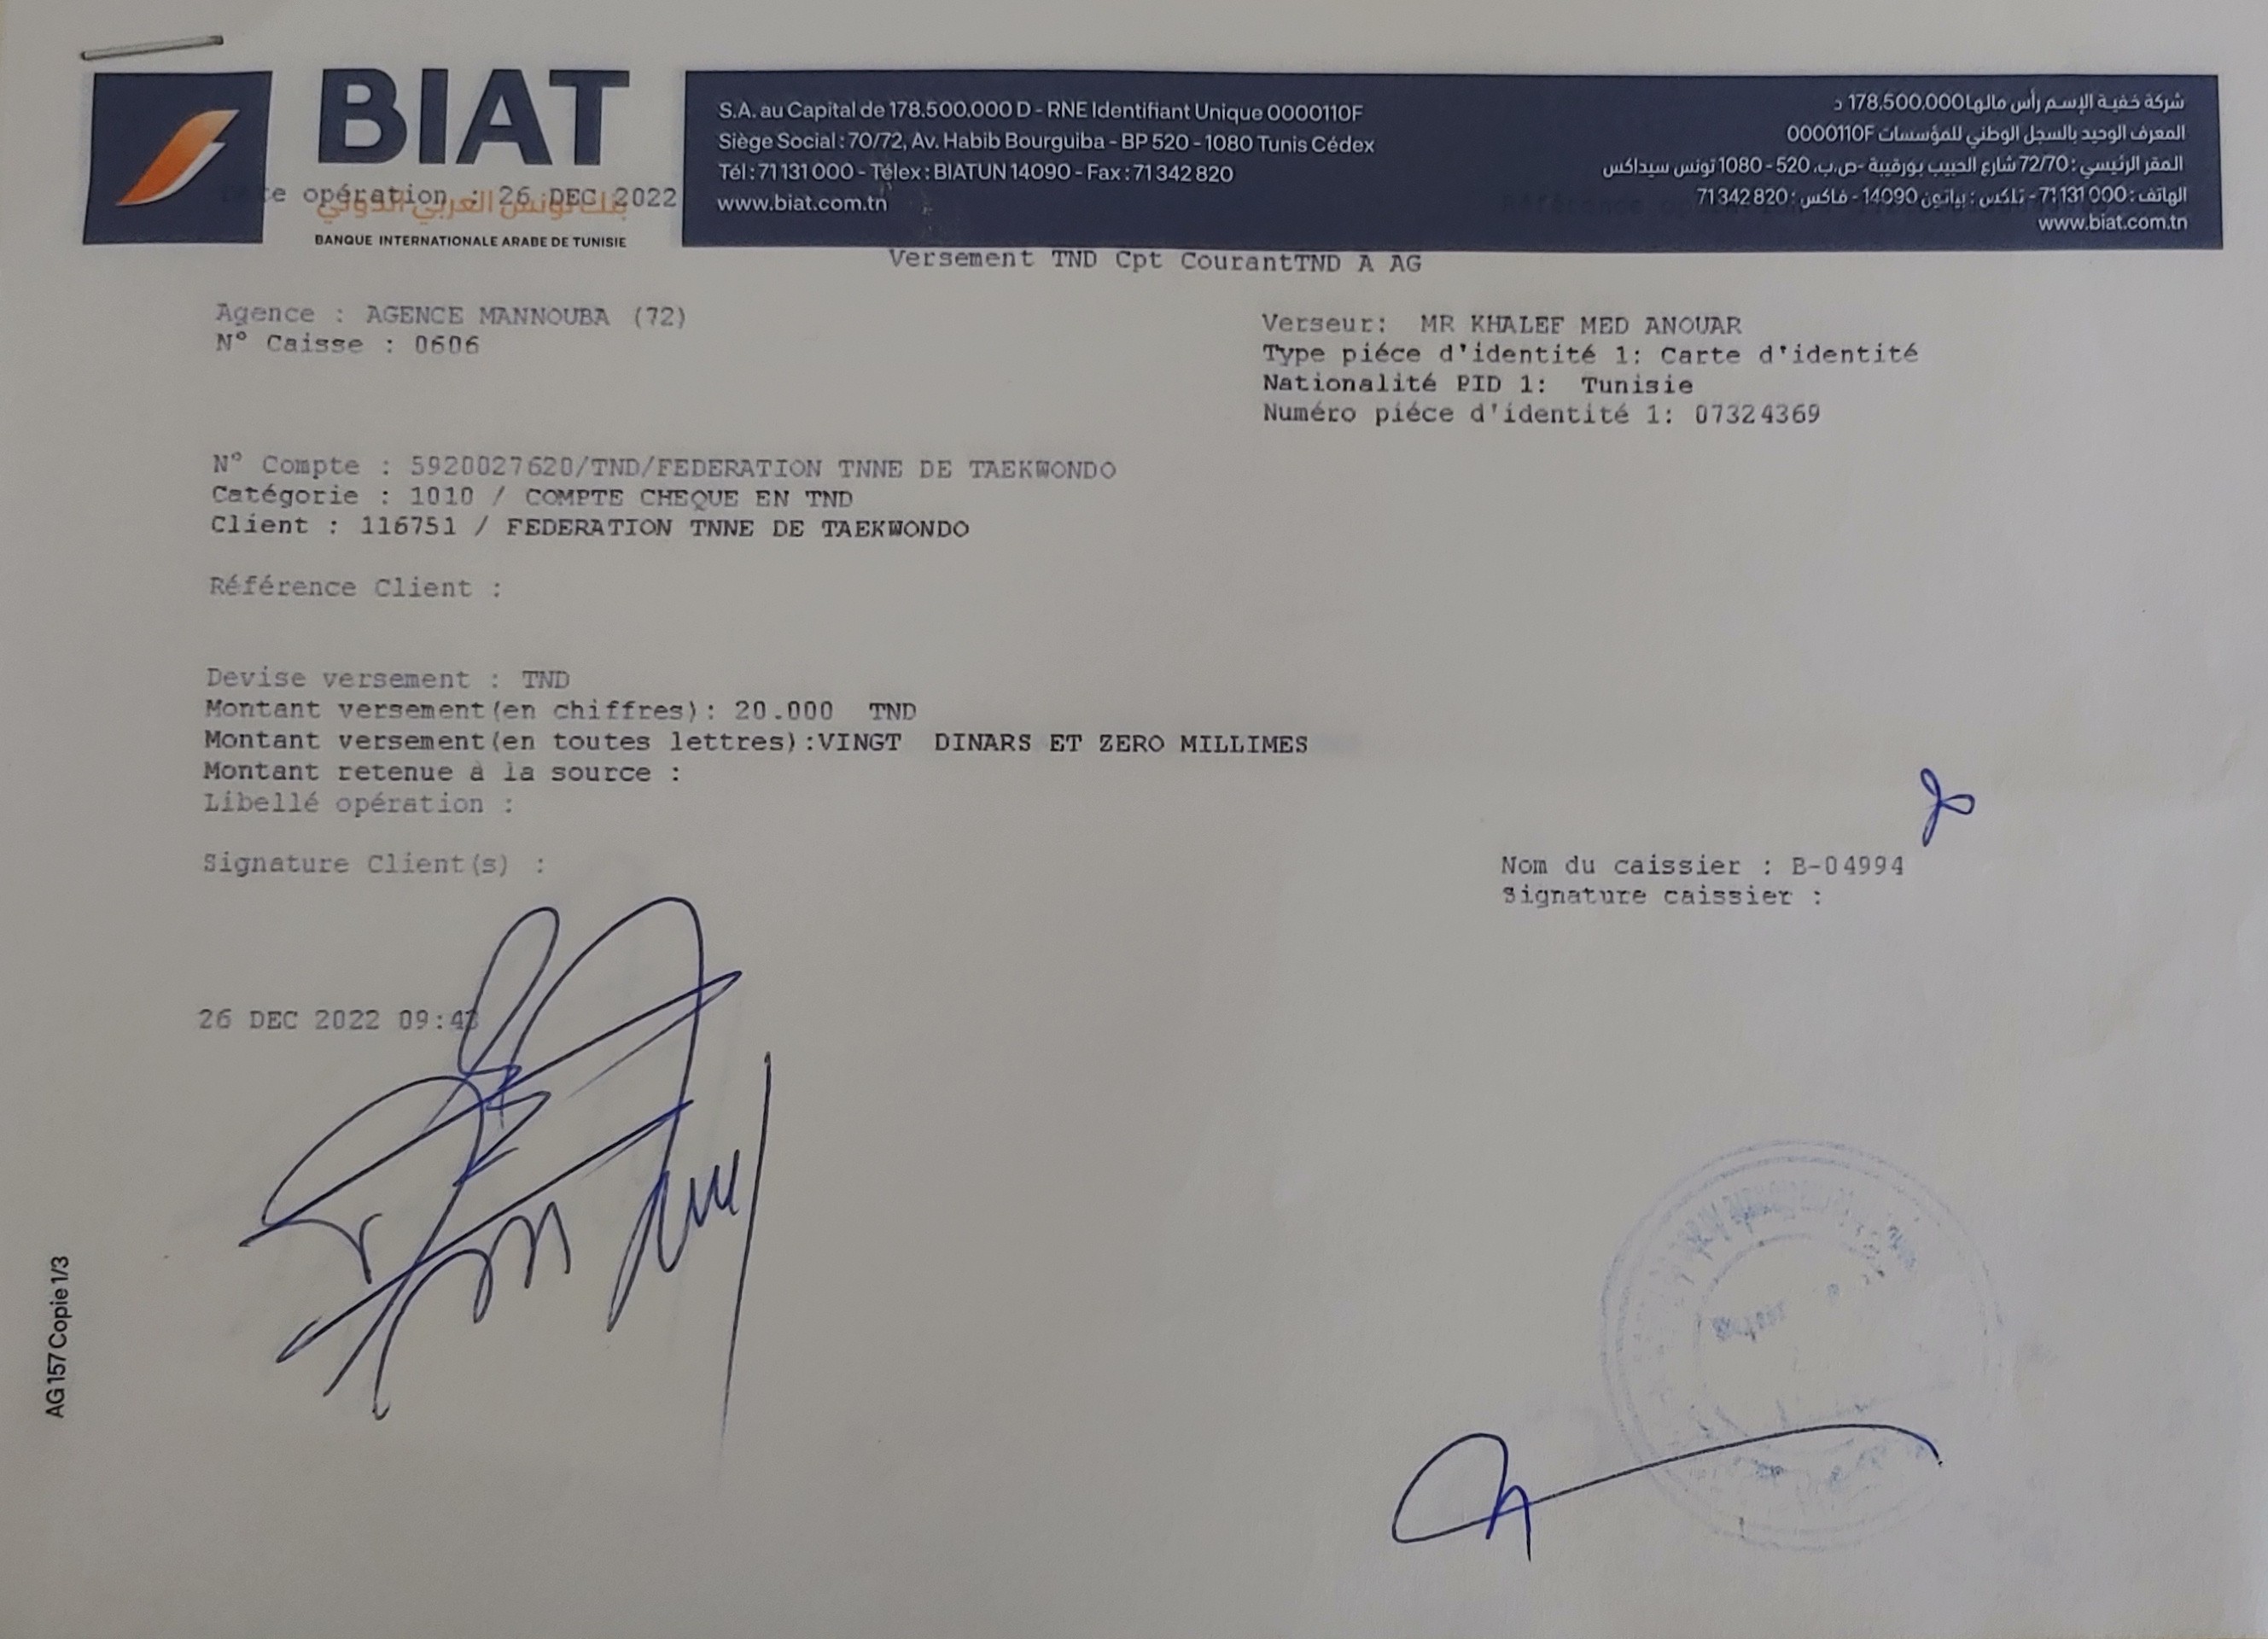 BIAT
بنك تونس العربي الدولي
BANQUE INTERNATIONALE ARABE DE TUNISIE
S.A. au Capital de 178.500.000 D - RNE Identifiant Unique 0000110F
Siège Social : 70/72, Av. Habib Bourguiba - BP 520 - 1080 Tunis Cédex
Tél : 71 131 000 - Télex : BIATUN 14090 - Fax : 71 342 820
www.biat.com.tn
شركة خفية الإسم رأس مالها 178.500.000 د
المعرف الوحيد بالسجل الوطني للمؤسسات 0000110F
المقر الرئيسي : 72/70 شارع الحبيب بورقيبة -ص.ب. 520 - 1080 تونس سيداكس
الهاتف : 71 131 000 - تلكس : بياتون 14090 - فاكس : 71 342 820
www.biat.com.tn
opération : 26 DEC 2022
Versement TND Cpt CourantTND A AG
Agence : AGENCE MANNOUBA (72)
N° Caisse : 0606
Verseur: MR KHALEF MED ANOUAR
Type piéce d'identité 1: Carte d'identité
Nationalité PID 1: Tunisie
Numéro piéce d'identité 1: 07324369
N° Compte : 5920027620/TND/FEDERATION TNNE DE TAEKWONDO
Catégorie : 1010 / COMPTE CHEQUE EN TND
Client : 116751 / FEDERATION TNNE DE TAEKWONDO
Référence Client :
Devise versement : TND
Montant versement(en chiffres): 20.000 TND
Montant versement(en toutes lettres):VINGT DINARS ET ZERO MILLIMES
Montant retenue à la source :
Libellé opération :
Signature Client(s) :
Nom du caissier : B-04994
Signature caissier :
26 DEC 2022 09:43
AG 157 Copie 1/3